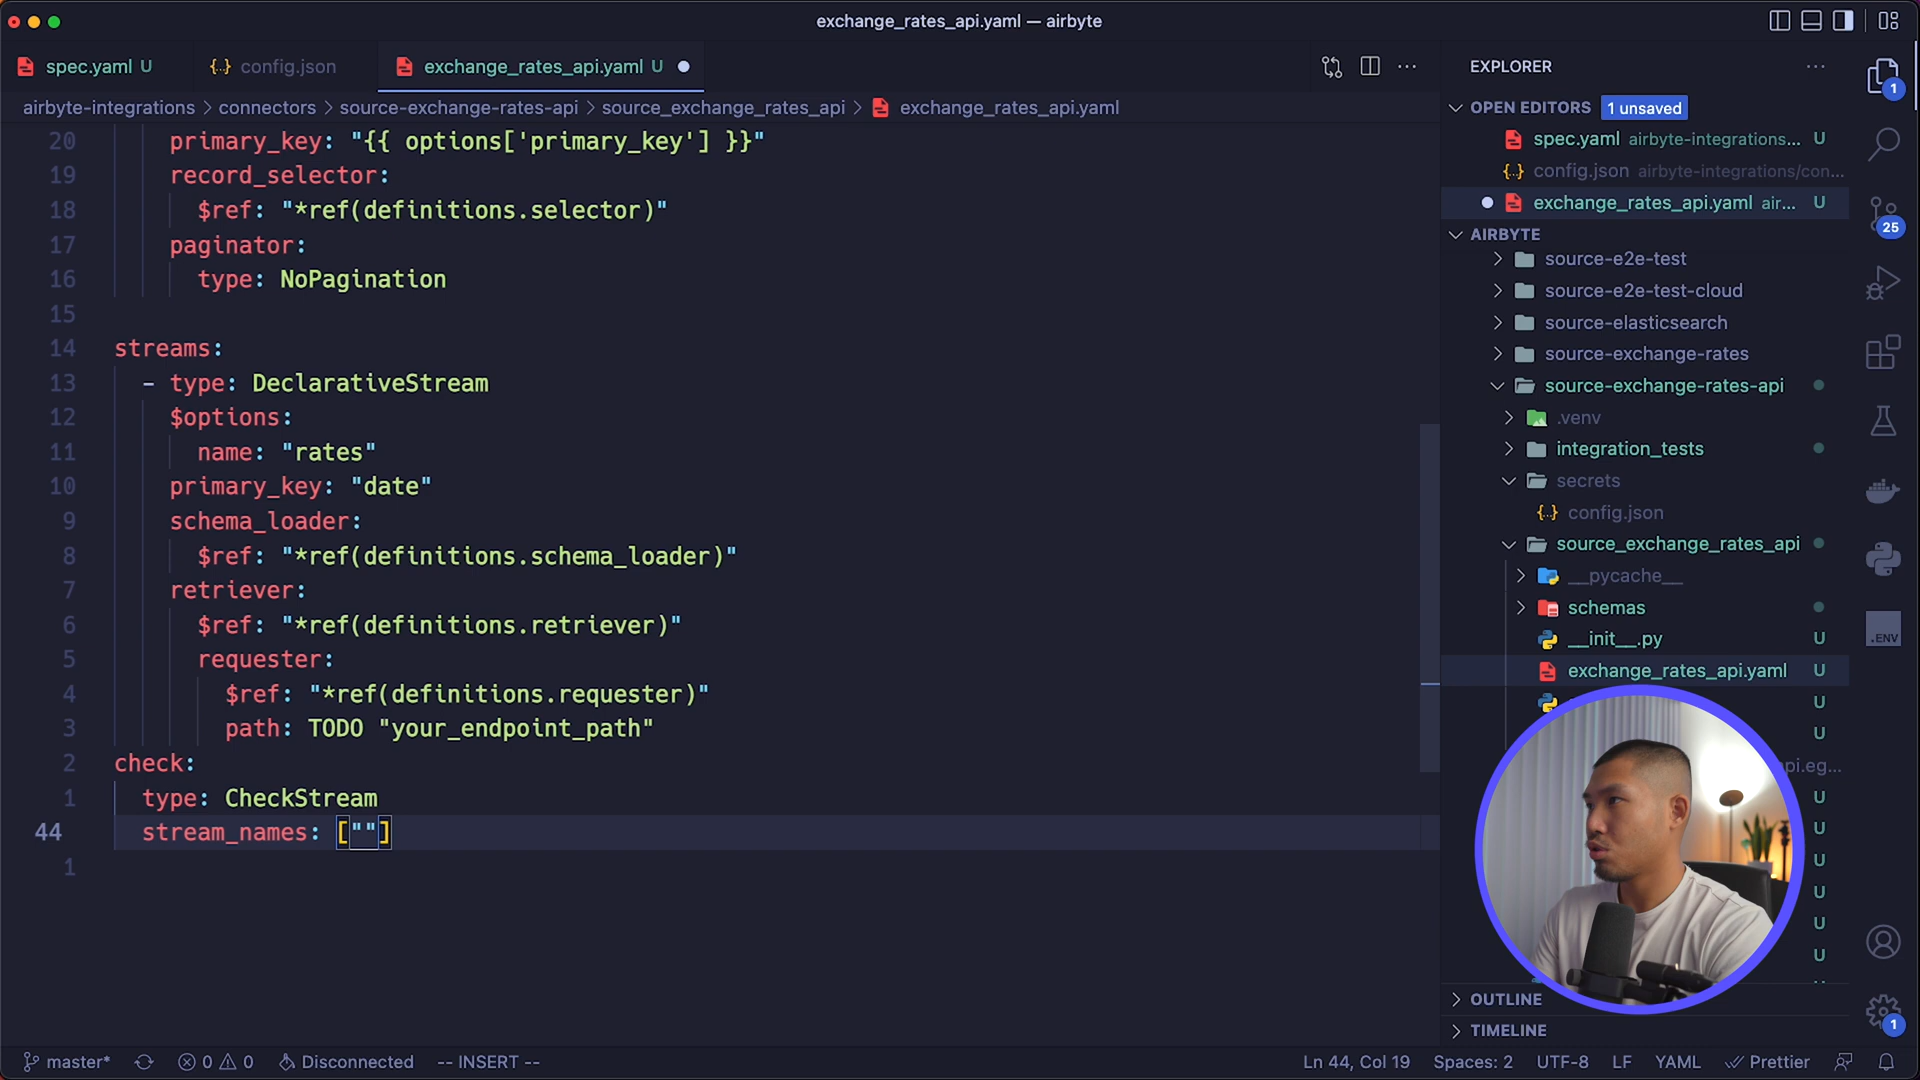 exchange_rates_api.yaml — airbyte
spec.yaml U
config.json
exchange_rates_api.yaml U
airbyte-integrations > connectors > source-exchange-rates-api > source_exchange_rates_api > exchange_rates_api.yaml
20 primary_key: "{{ options['primary_key'] }}"
19 record_selector:
18 $ref: "*ref(definitions.selector)"
17 paginator:
16 type: NoPagination
15
14 streams:
13 - type: DeclarativeStream
12 $options:
11 name: "rates"
10 primary_key: "date"
9 schema_loader:
8 $ref: "*ref(definitions.schema_loader)"
7 retriever:
6 $ref: "*ref(definitions.retriever)"
5 requester:
4 $ref: "*ref(definitions.requester)"
3 path: TODO "your_endpoint_path"
2 check:
1 type: CheckStream
44 stream_names: [""]
1
EXPLORER
OPEN EDITORS 1 unsaved
spec.yaml airbyte-integrations... U
config.json airbyte-integrations/con...
exchange_rates_api.yaml air... U
AIRBYTE
source-e2e-test
source-e2e-test-cloud
source-elasticsearch
source-exchange-rates
source-exchange-rates-api
.venv
integration_tests
secrets
config.json
source_exchange_rates_api
__pycache__
schemas
__init__.py U
exchange_rates_api.yaml U
U
U
pi.eg...
U
U
U
U
U
U
OUTLINE
TIMELINE
1
25
.ENV
1
master* 0 0 Disconnected -- INSERT --
Ln 44, Col 19 Spaces: 2 UTF-8 LF YAML Prettier